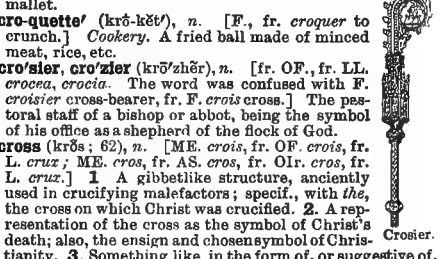 mallet.
cro-quette′ (krō-kĕt′), n. [F., fr. croquer to
crunch.] Cookery. A fried ball made of minced
meat, rice, etc.
cro′sier, cro′zier (krō′zhẽr), n. [fr. OF., fr. LL.
crocea, crocia. The word was confused with F.
croisier cross-bearer, fr. F. crois cross.] The pas-
toral staff of a bishop or abbot, being the symbol
of his office as a shepherd of the flock of God.
cross (krŏs; 62), n. [ME. crois, fr. OF. crois, fr.
L. crux; ME. cros, fr. AS. cros, fr. OIr. cros, fr.
L. crux.] 1 A gibbetlike structure, anciently
used in crucifying malefactors; specif., with the,
the cross on which Christ was crucified. 2. A rep-
resentation of the cross as the symbol of Christ's
death; also, the ensign and chosen symbol of Chris-
tianity. 3. Something like, in the form of, or suggestive of,
Crosier.